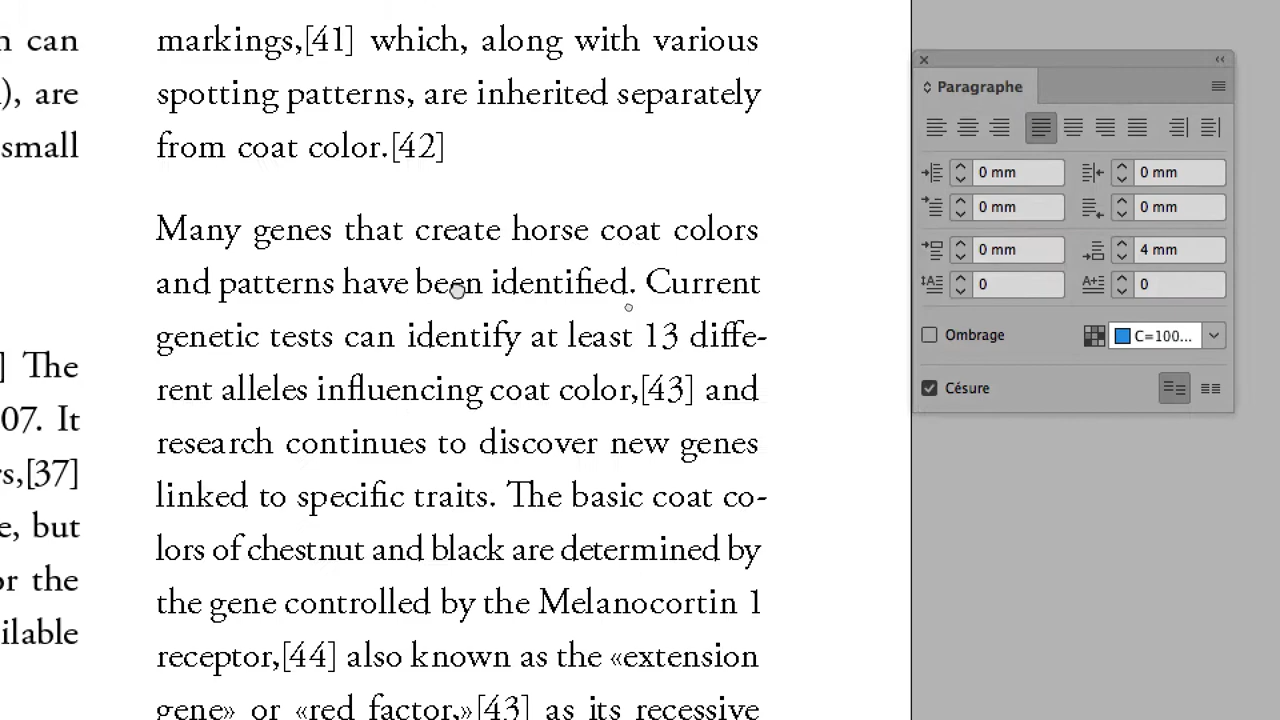 n can
), are
small
] The
07. It
rs,[37]
e, but
or the
ilable
markings,[41] which, along with various
spotting patterns, are inherited separately
from coat color.[42]
Many genes that create horse coat colors
and patterns have been identified. Current
genetic tests can identify at least 13 diffe-
rent alleles influencing coat color,[43] and
research continues to discover new genes
linked to specific traits. The basic coat co-
lors of chestnut and black are determined by
the gene controlled by the Melanocortin 1
receptor,[44] also known as the «extension
gene» or «red factor,»[43] as its recessive
Paragraphe
0 mm
0 mm
0 mm
0 mm
0 mm
4 mm
0
0
Ombrage
C=100...
Césure